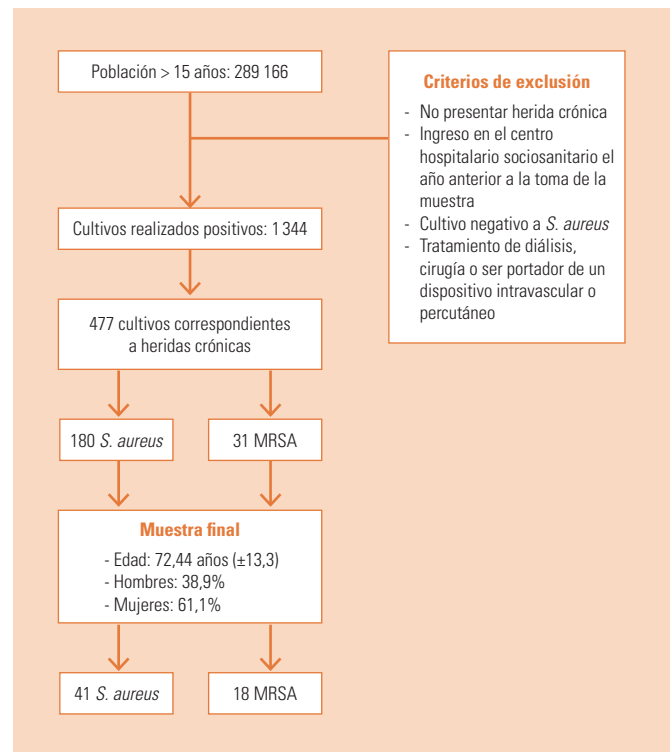 Población > 15 años: 289 166
Criterios de exclusión
- No presentar herida crónica
- Ingreso en el centro
hospitalario sociosanitario el
año anterior a la toma de la
muestra
- Cultivo negativo a S. aureus
- Tratamiento de diálisis,
cirugía o ser portador de un
dispositivo intravascular o
percutáneo
Cultivos realizados positivos: 1 344
477 cultivos correspondientes
a heridas crónicas
180 S. aureus
31 MRSA
Muestra final
- Edad: 72,44 años (±13,3)
- Hombres: 38,9%
- Mujeres: 61,1%
41 S. aureus
18 MRSA